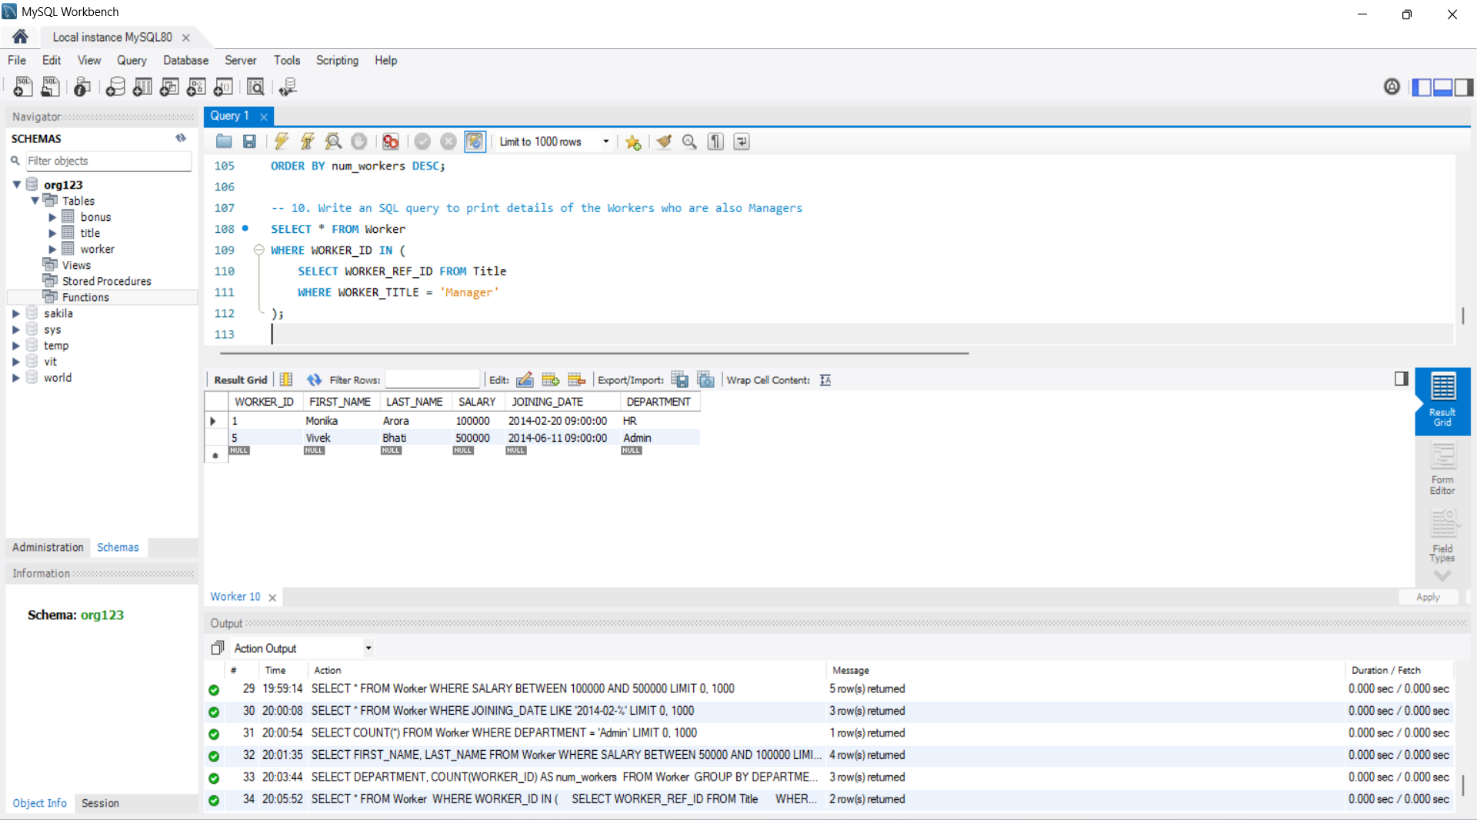 MySQL Workbench
Local instance MySQL80
File Edit View Query Database Server Tools Scripting Help
Navigator
SCHEMAS
Filter objects
org123
Tables
bonus
title
worker
Views
Stored Procedures
Functions
sakila
sys
temp
vit
world
Administration Schemas
Information
Schema: org123
Object Info Session
Query 1
Limit to 1000 rows
105 ORDER BY num_workers DESC;
106
107 -- 10. Write an SQL query to print details of the Workers who are also Managers
108 SELECT * FROM Worker
109 WHERE WORKER_ID IN (
110 SELECT WORKER_REF_ID FROM Title
111 WHERE WORKER_TITLE = 'Manager'
112 );
113
Result Grid Filter Rows: Edit: Export/Import: Wrap Cell Content: IA
WORKER_ID FIRST_NAME LAST_NAME SALARY JOINING_DATE DEPARTMENT
1 Monika Arora 100000 2014-02-20 09:00:00 HR
5 Vivek Bhati 500000 2014-06-11 09:00:00 Admin
NULL NULL NULL NULL NULL NULL
Result Grid
Form Editor
Field Types
Worker 10
Apply
Output
Action Output
# Time Action Message Duration / Fetch
29 19:59:14 SELECT * FROM Worker WHERE SALARY BETWEEN 100000 AND 500000 LIMIT 0, 1000 5 row(s) returned 0.000 sec / 0.000 sec
30 20:00:08 SELECT * FROM Worker WHERE JOINING_DATE LIKE '2014-02-%' LIMIT 0, 1000 3 row(s) returned 0.000 sec / 0.000 sec
31 20:00:54 SELECT COUNT(*) FROM Worker WHERE DEPARTMENT = 'Admin' LIMIT 0, 1000 1 row(s) returned 0.000 sec / 0.000 sec
32 20:01:35 SELECT FIRST_NAME, LAST_NAME FROM Worker WHERE SALARY BETWEEN 50000 AND 100000 LIMI... 4 row(s) returned 0.000 sec / 0.000 sec
33 20:03:44 SELECT DEPARTMENT, COUNT(WORKER_ID) AS num_workers FROM Worker GROUP BY DEPARTME... 3 row(s) returned 0.000 sec / 0.000 sec
34 20:05:52 SELECT * FROM Worker WHERE WORKER_ID IN ( SELECT WORKER_REF_ID FROM Title WHER... 2 row(s) returned 0.000 sec / 0.000 sec